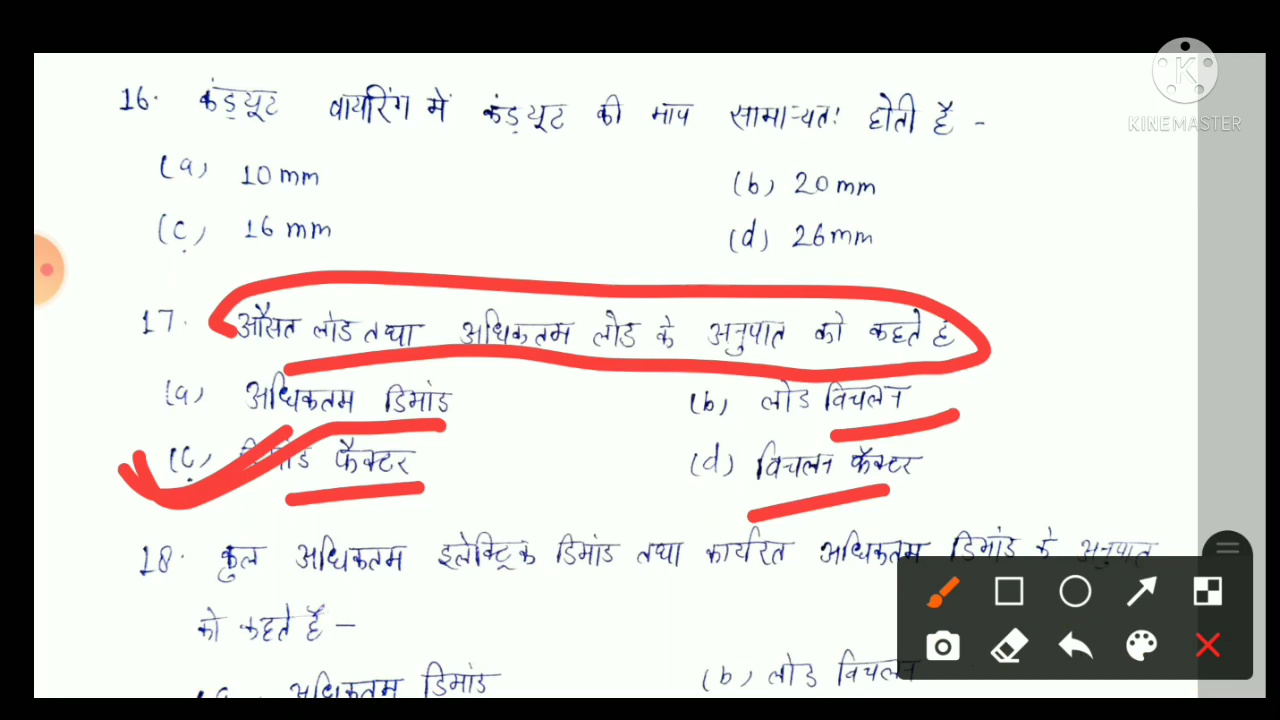 16. कंड्यूट वायरिंग में कंड्यूट की माप सामान्यतः होती है -
KINEMASTER
(a) 10 mm (b) 20 mm
(c) 16 mm (d) 26 mm
17. औसत लोड तथा अधिकतम लोड के अनुपात को कहते हैं
(a) अधिकतम डिमांड (b) लोड विचलन
(c) डिमांड फैक्टर (d) विचलन फैक्टर
18. कुल अधिकतम इलेक्ट्रिक डिमांड तथा कार्यरत अधिकतम डिमांड के अनुपात
को कहते हैं -
(a) अधिकतम डिमांड (b) लोड विचलन